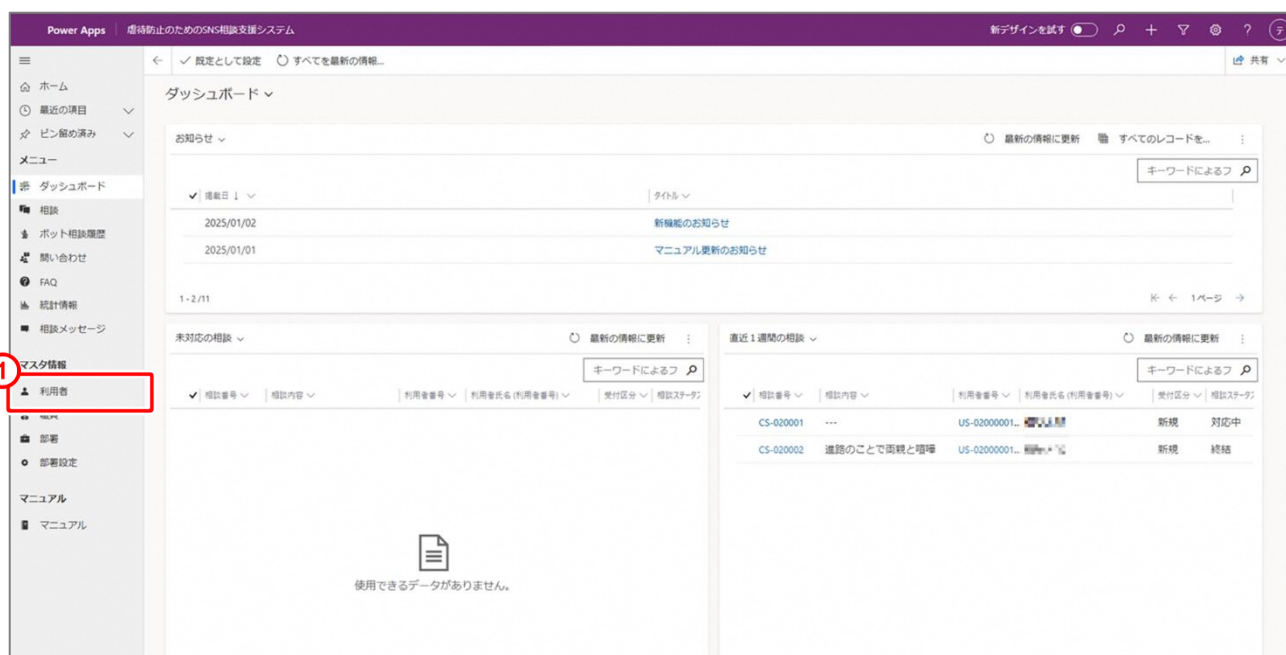 Power Apps 虐待防止のためのSNS相談支援システム 新デザインを試す
既定として設定 すべてを最新の情報... 共有
ホーム
最近の項目
ピン留め済み
メニュー
ダッシュボード
相談
ボット相談履歴
問い合わせ
FAQ
統計情報
相談メッセージ
1
マスタ情報
利用者
部署
部署設定
マニュアル
マニュアル
ダッシュボード
お知らせ 最新の情報に更新 すべてのレコードを...
キーワードによるフ
掲載日 タイトル
2025/01/02 新機能のお知らせ
2025/01/01 マニュアル更新のお知らせ
1 - 2 /11 1ページ
未対応の相談 最新の情報に更新
キーワードによるフ
相談番号 相談内容 利用者番号 利用者氏名 (利用者番号) 受付区分 相談ステータ
使用できるデータがありません。
直近1週間の相談 最新の情報に更新
キーワードによるフ
相談番号 相談内容 利用者番号 利用者氏名 (利用者番号) 受付区分 相談ステータ
CS-020001 --- US-02000001... 新規 対応中
CS-020002 進路のことで両親と喧嘩 US-02000001... 新規 終結